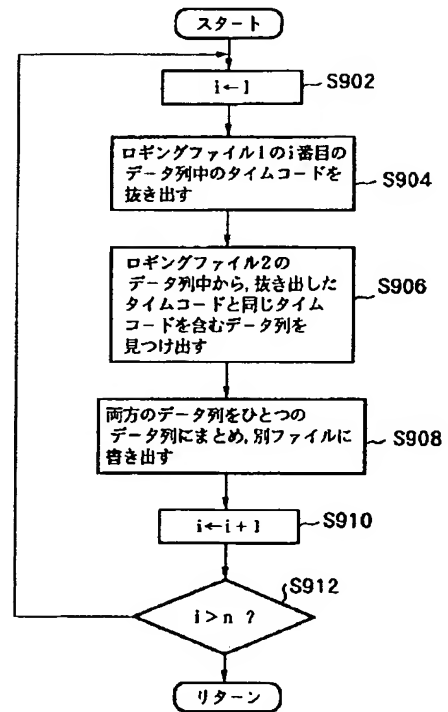 スタート
i←1
S902
ロギングファイル1のi番目の
データ列中のタイムコードを
抜き出す
S904
ロギングファイル2の
データ列中から,抜き出した
タイムコードと同じタイム
コードを含むデータ列を
見つけ出す
S906
両方のデータ列をひとつの
データ列にまとめ,別ファイルに
書き出す
S908
i←i+1
S910
S912
i>n ?
リターン